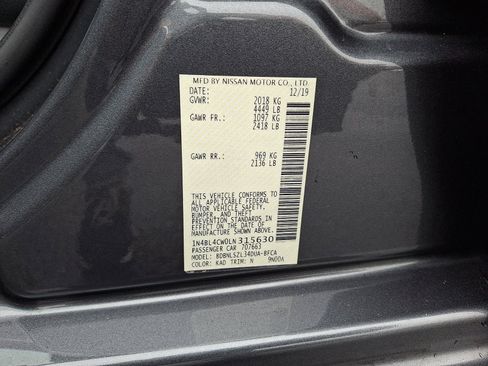 MFD BY NISSAN MOTOR CO., LTD.
DATE: 12/19
GVWR: 2018 KG
4449 LB
GAWR FR.: 1097 KG
2418 LB
GAWR RR.: 969 KG
2136 LB
THIS VEHICLE CONFORMS TO
ALL APPLICABLE FEDERAL
MOTOR VEHICLE SAFETY,
BUMPER, AND THEFT
PREVENTION STANDARDS IN
EFFECT ON THE DATE OF
MANUFACTURE SHOWN ABOVE.
1N4BL4CW0LN315630
PASSENGER CAR 707663
MODEL: BDBNLSZL34DUA-BFCA
COLOR: KAD TRIM: N 9N00A